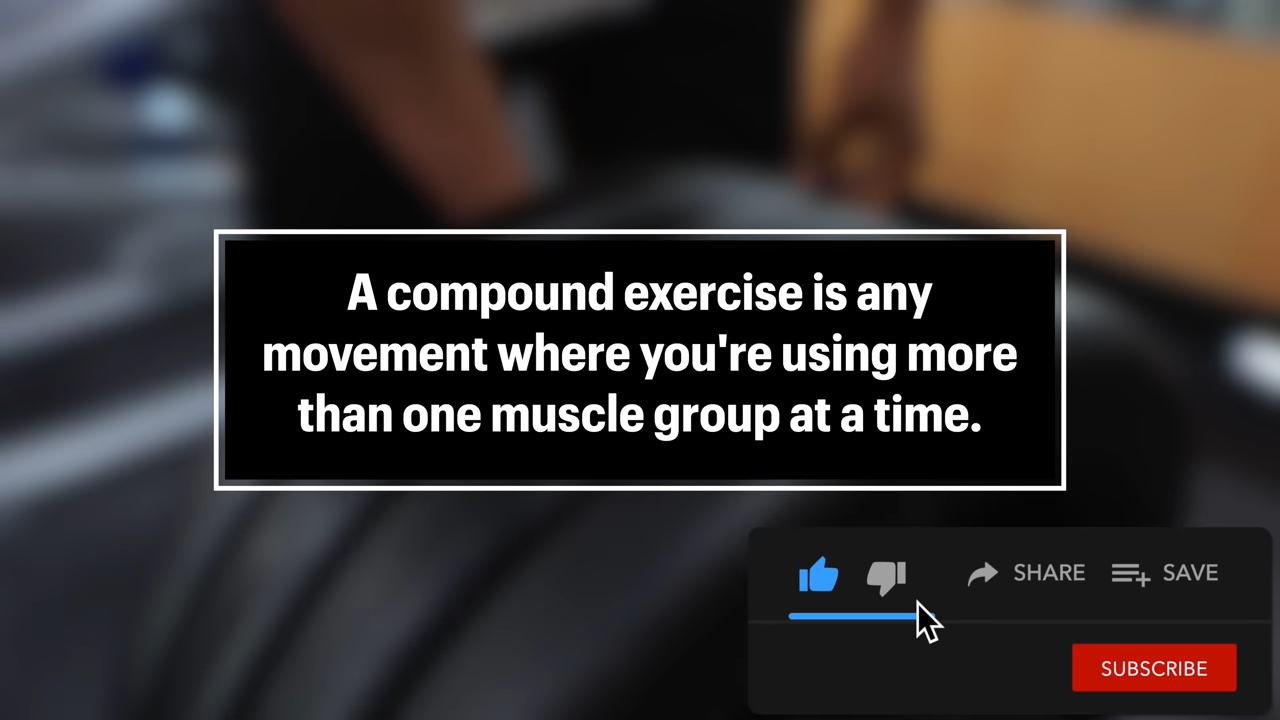 A compound exercise is any
movement where you're using more
than one muscle group at a time.
SHARE
SAVE
SUBSCRIBE